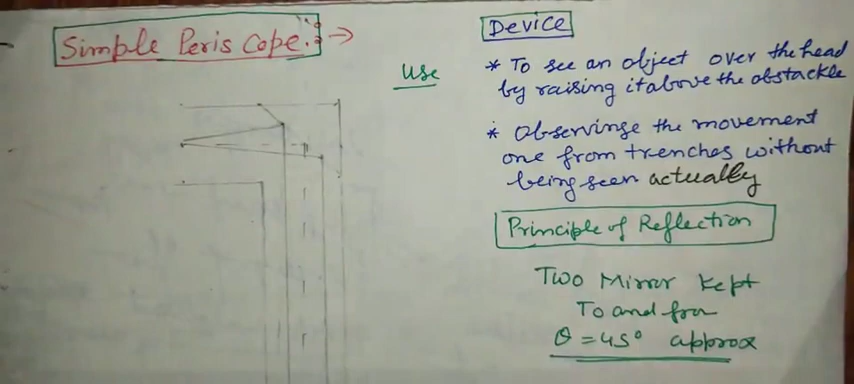 Simple Peris Cope. →
Device
Use
* To see an object over the head
by raising it above the obstackle
* Observinge the movement
one from trenches without
being seen actually
Principle of Reflection
Two Mirror Kept
To and fro
θ = 45° approx